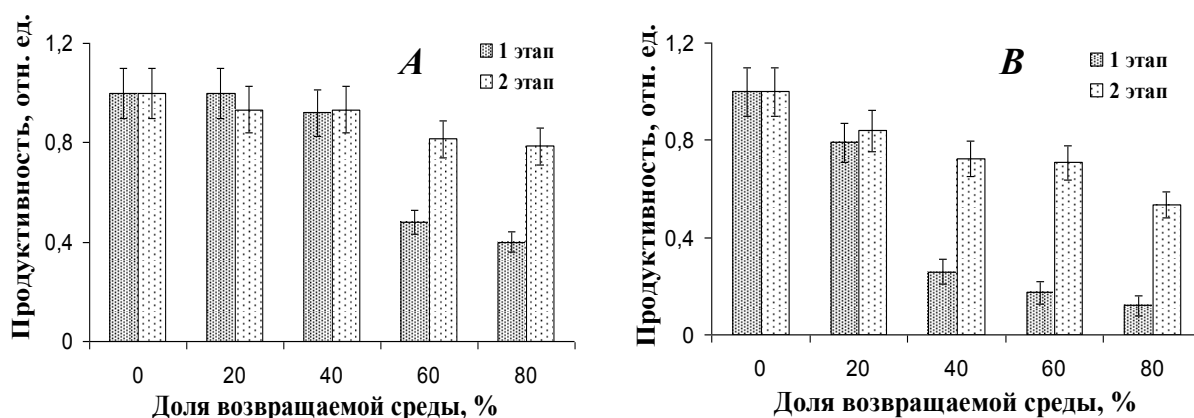 Продуктивность, отн. ед.
1,2
0,8
0,4
0
A
1 этап
2 этап
0 20 40 60 80
Доля возвращаемой среды, %
Продуктивность, отн. ед.
1,2
0,8
0,4
0
B
1 этап
2 этап
0 20 40 60 80
Доля возвращаемой среды, %